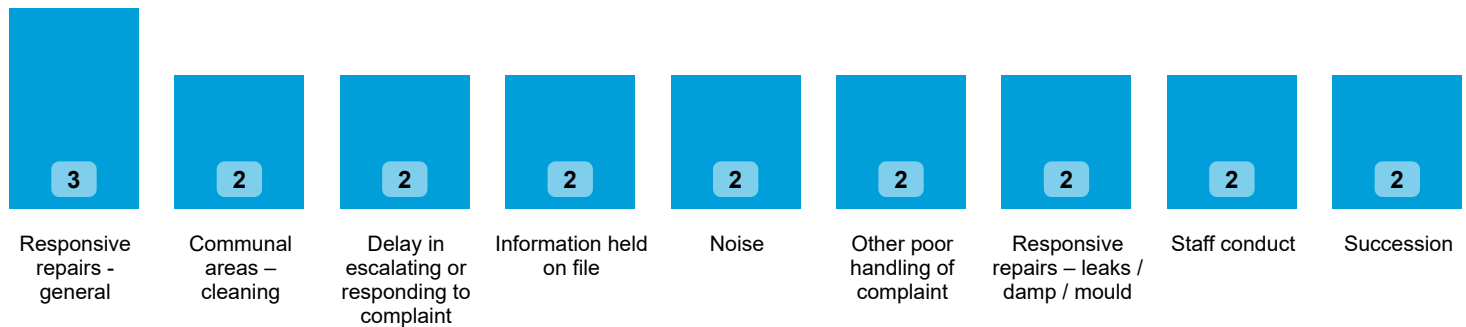 3
2
2
2
2
2
2
2
2
Responsive
repairs -
general
Communal
areas –
cleaning
Delay in
escalating or
responding to
complaint
Information held
on file
Noise
Other poor
handling of
complaint
Responsive
repairs – leaks /
damp / mould
Staff conduct
Succession